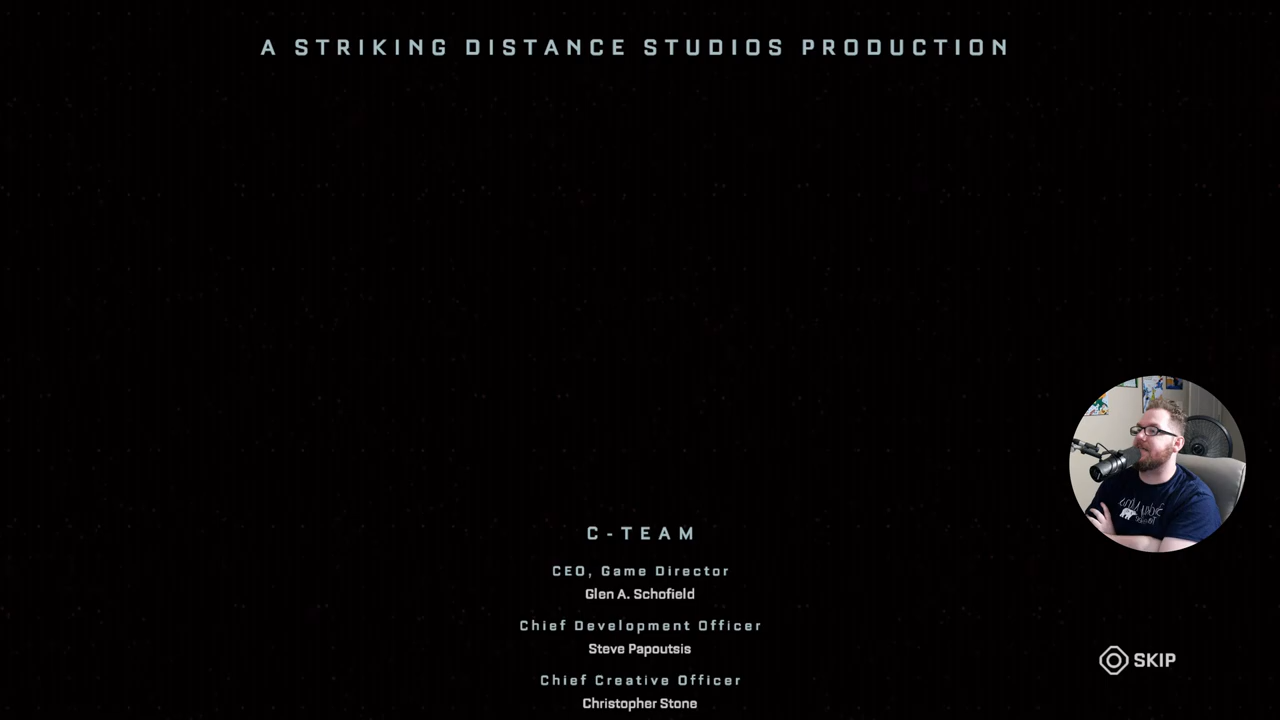 A STRIKING DISTANCE STUDIOS PRODUCTION
C-TEAM
CEO, Game Director
Glen A. Schofield
Chief Development Officer
Steve Papoutsis
SKIP
Chief Creative Officer
Christopher Stone